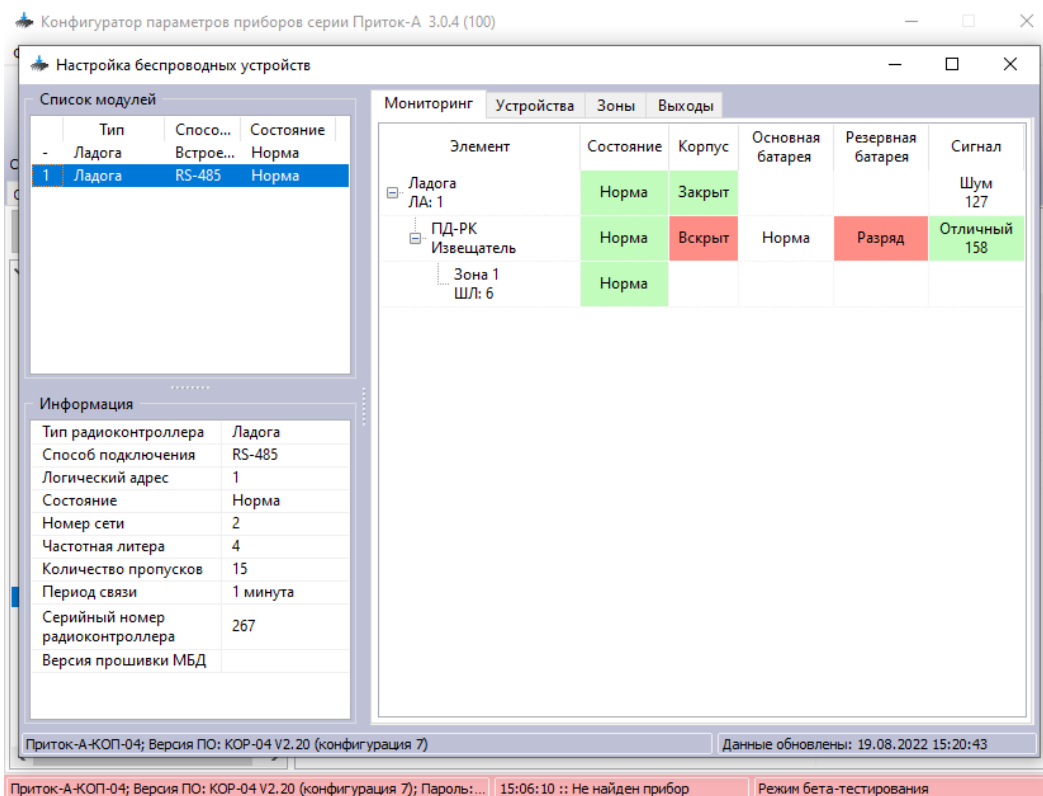 Конфигуратор параметров приборов серии Приток-А 3.0.4 (100)
Настройка беспроводных устройств
Список модулей
Тип Спосо... Состояние
- Ладога Встрое... Норма
1 Ладога RS-485 Норма
Информация
Тип радиоконтроллера Ладога
Способ подключения RS-485
Логический адрес 1
Состояние Норма
Номер сети 2
Частотная литера 4
Количество пропусков 15
Период связи 1 минута
Серийный номер
радиоконтроллера 267
Версия прошивки МБД
Мониторинг Устройства Зоны Выходы
Элемент Состояние Корпус Основная батарея Резервная батарея Сигнал
Ладога
ЛА: 1 Норма Закрыт Шум 127
ПД-РК
Извещатель Норма Вскрыт Норма Разряд Отличный 158
Зона 1
ШЛ: 6 Норма
Приток-А-КОП-04; Версия ПО: КОР-04 V2.20 (конфигурация 7) Данные обновлены: 19.08.2022 15:20:43
Приток-А-КОП-04; Версия ПО: КОР-04 V2.20 (конфигурация 7); Пароль:... 15:06:10 :: Не найден прибор Режим бета-тестирования